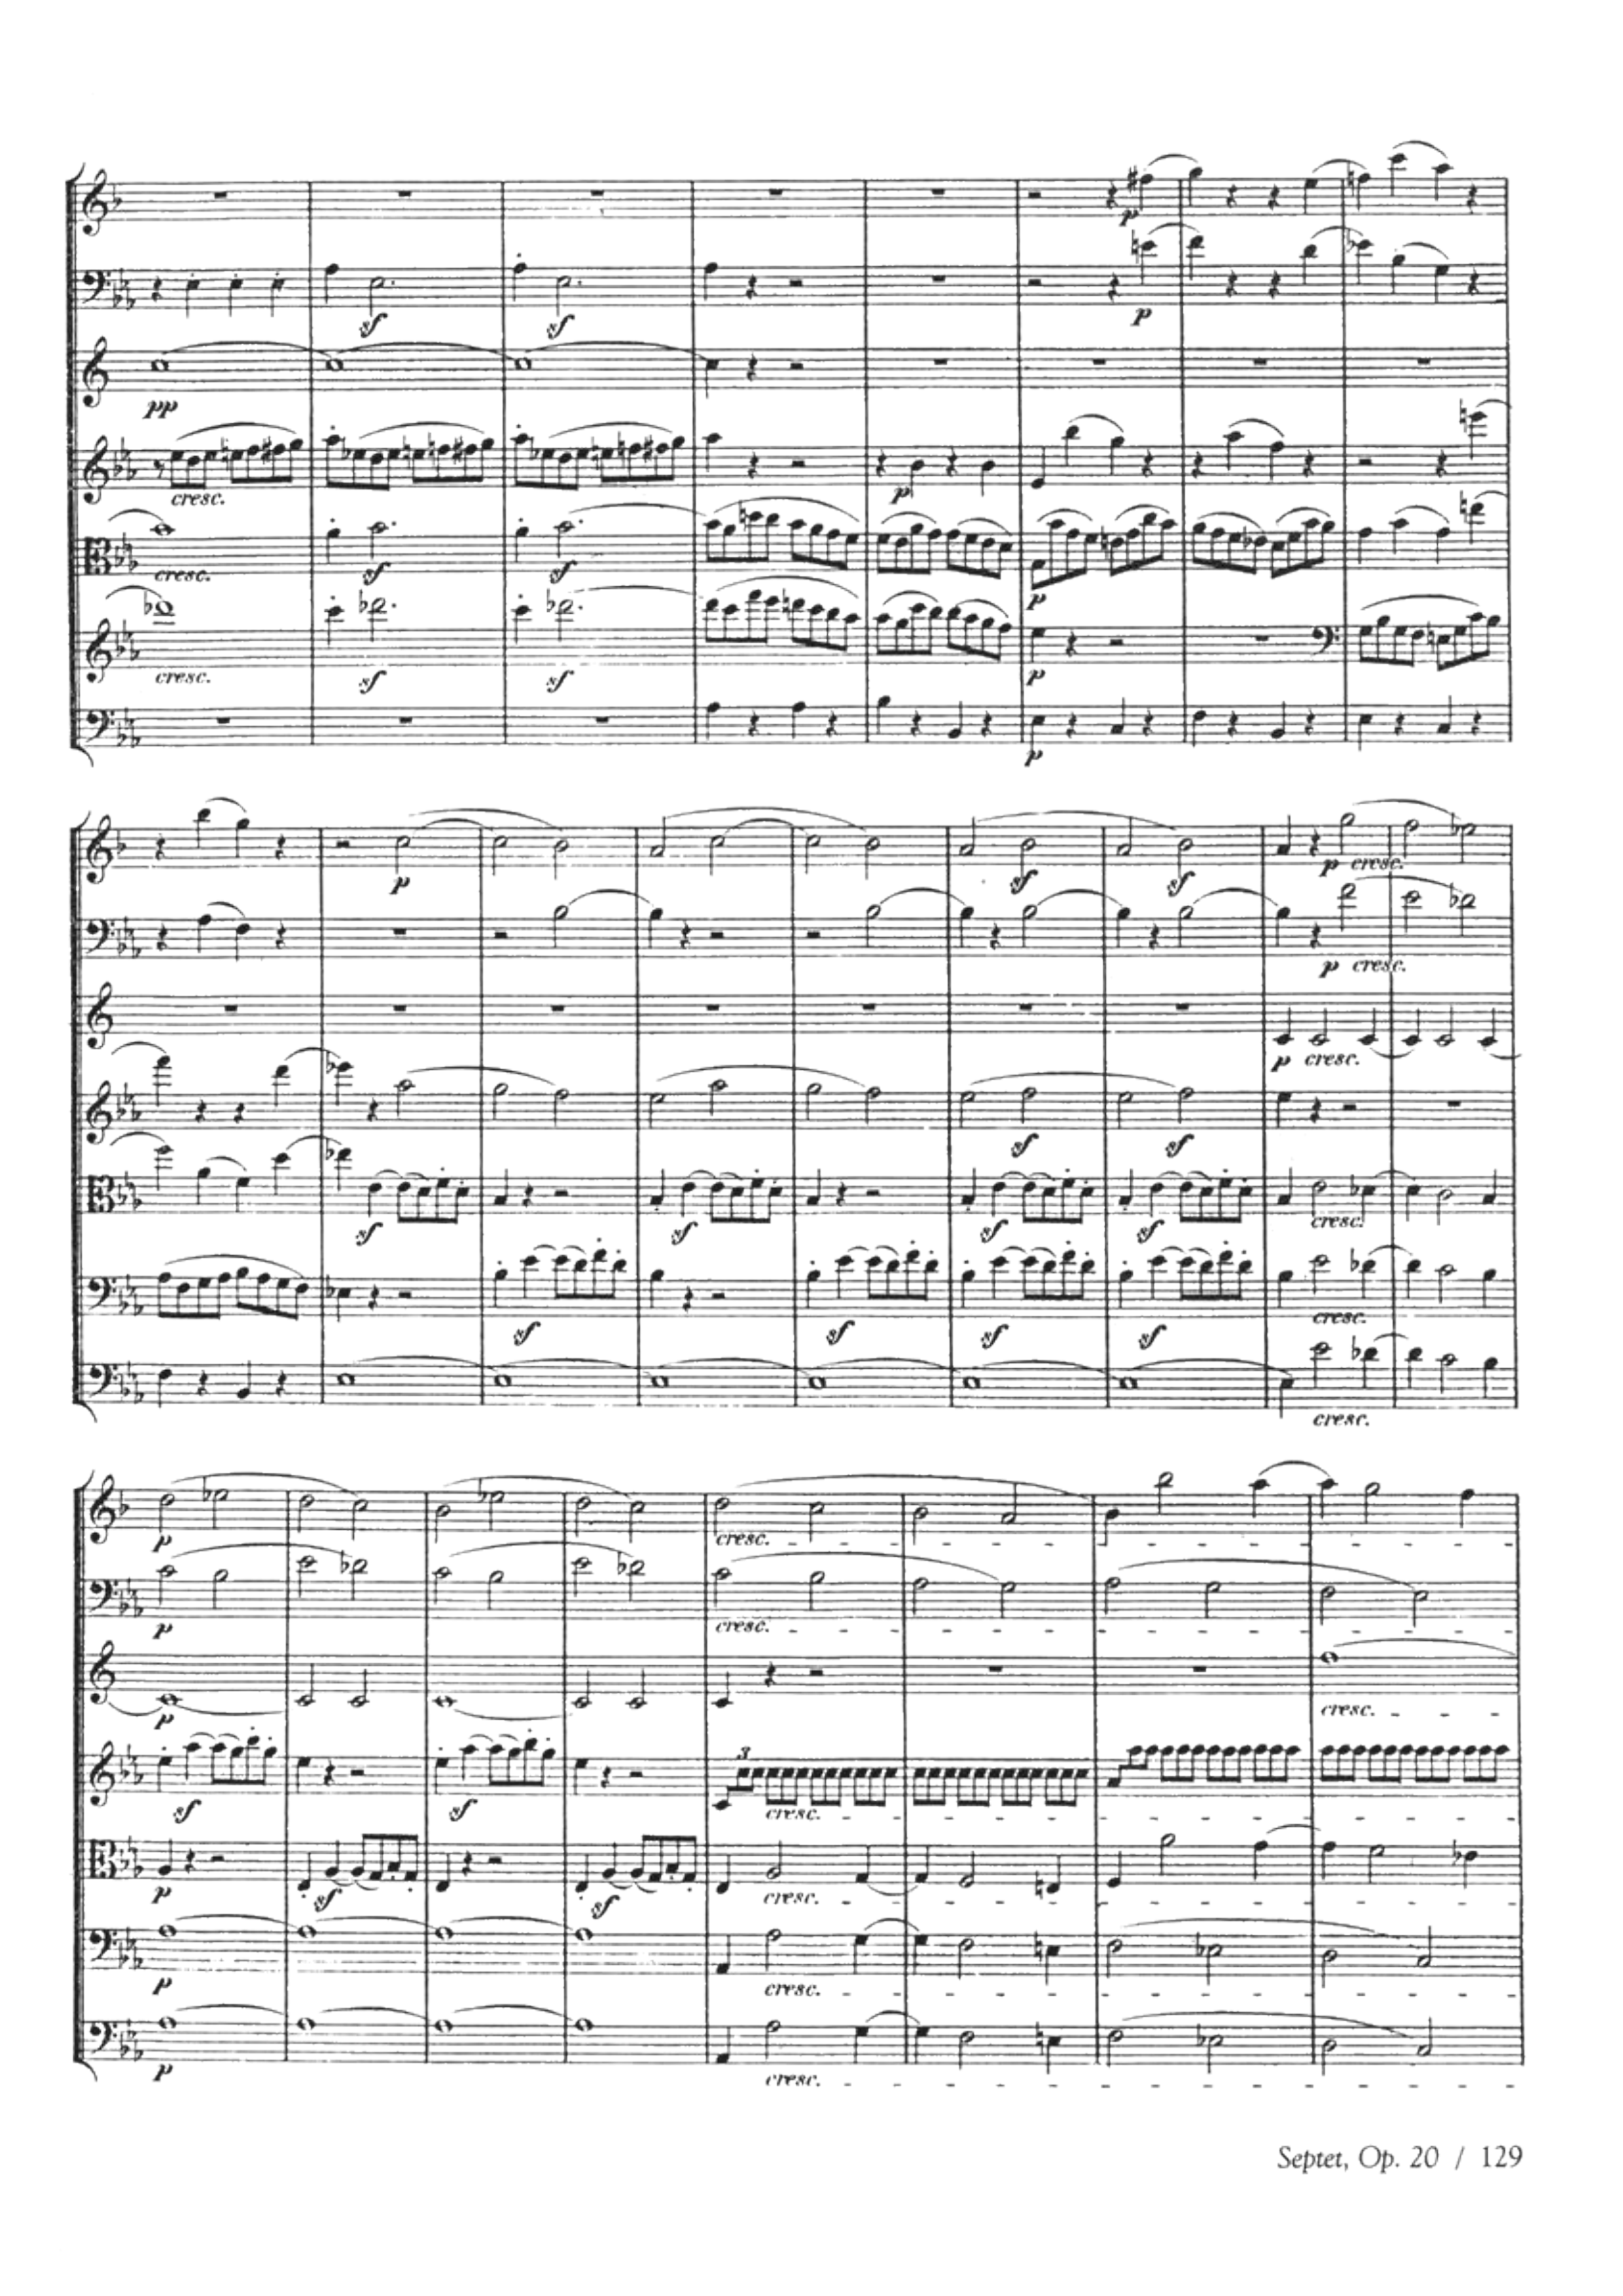 p
p
sf sf
pp
cresc.
p
cresc. sf sf p
cresc. sf sf p
p
p sf sf p cresc.
p cresc.
p cresc.
sf sf
sf sf sf sf cresc.
sf sf sf sf cresc.
cresc.
p cresc.
p cresc.
p cresc.
3
sf sf cresc.
p sf sf cresc.
p cresc.
p cresc.
Septet, Op. 20 / 129